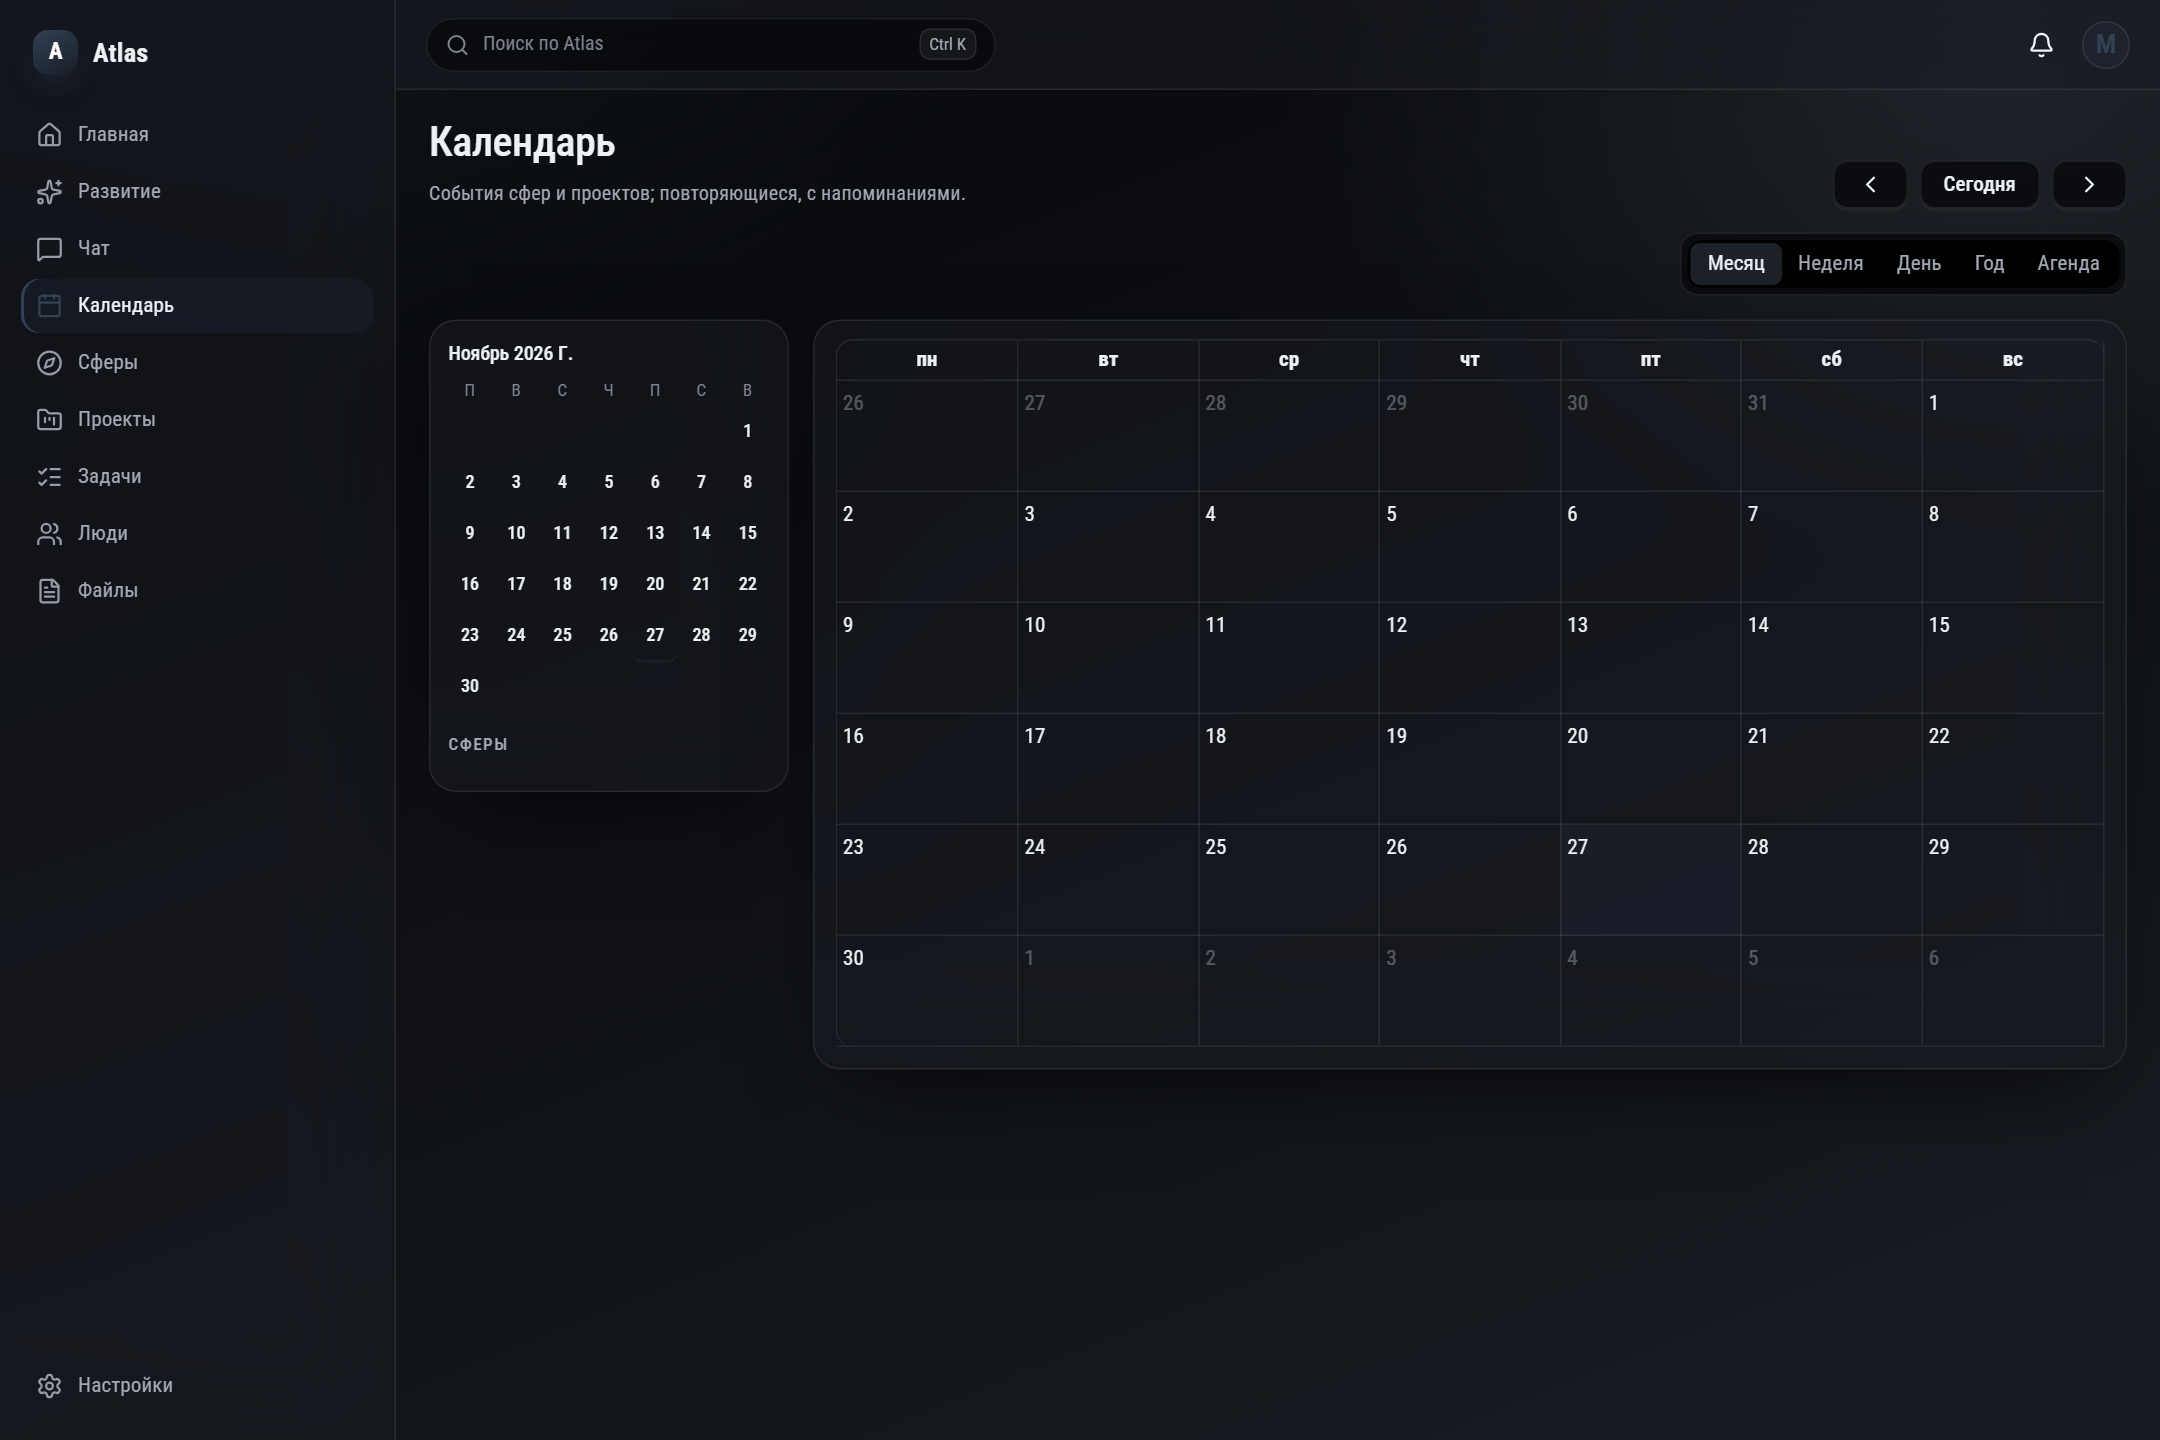 A Atlas
Поиск по Atlas Ctrl K
M
Главная
Развитие
Чат
Календарь
Сферы
Проекты
Задачи
Люди
Файлы
Настройки
Календарь
События сфер и проектов; повторяющиеся, с напоминаниями.
Сегодня
Месяц Неделя День Год Агенда
Ноябрь 2026 Г.
П В С Ч П С В
1
2 3 4 5 6 7 8
9 10 11 12 13 14 15
16 17 18 19 20 21 22
23 24 25 26 27 28 29
30
СФЕРЫ
пн вт ср чт пт сб вс
26 27 28 29 30 31 1
2 3 4 5 6 7 8
9 10 11 12 13 14 15
16 17 18 19 20 21 22
23 24 25 26 27 28 29
30 1 2 3 4 5 6